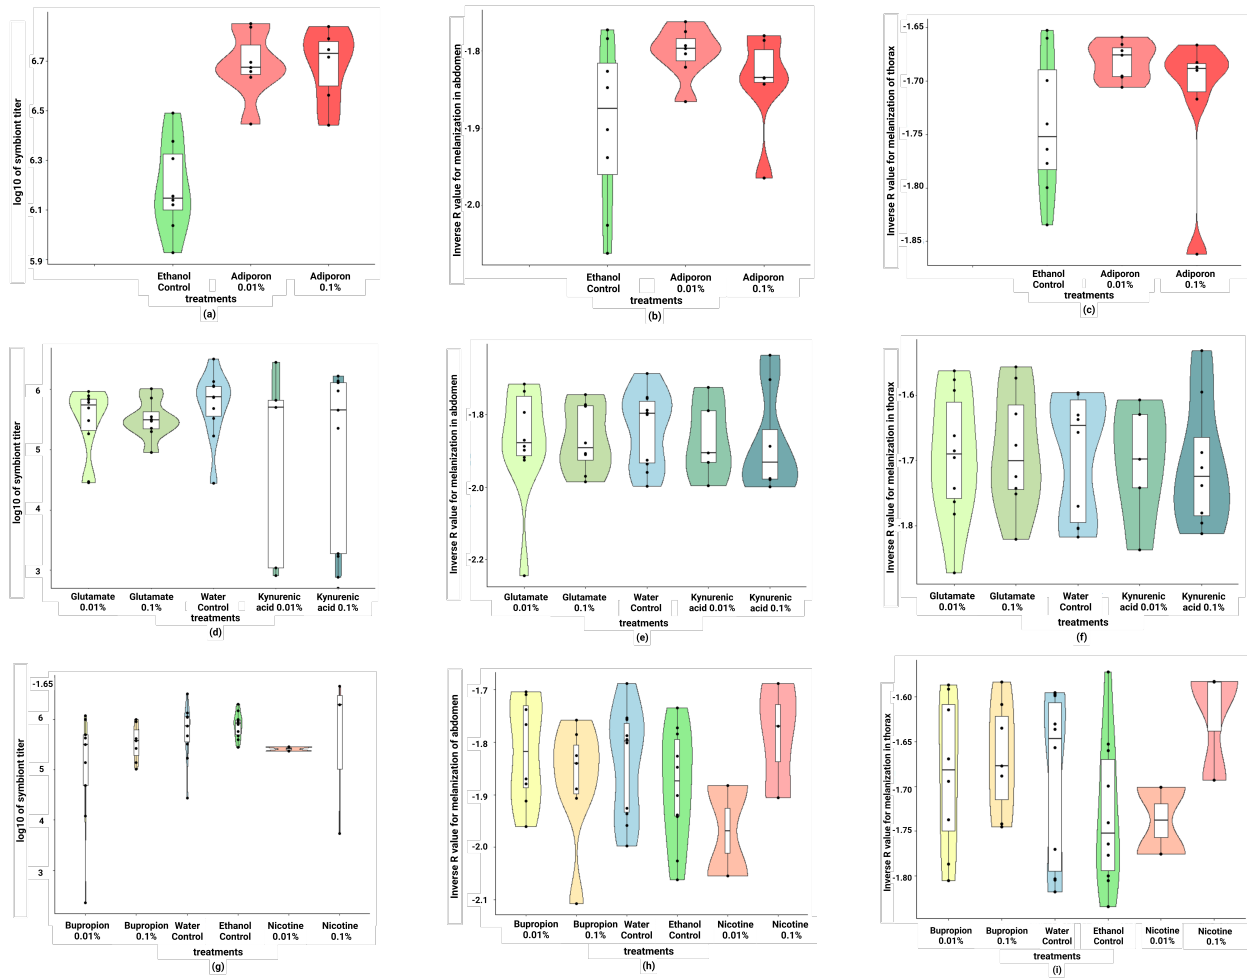 log10 of symbiont titer
6.7
6.5
6.3
6.1
5.9
Ethanol Control
Adiporon 0.01%
Adiporon 0.1%
treatments
(a)
Inverse R value for melanization in abdomen
-1.8
-1.9
-2.0
Ethanol Control
Adiporon 0.01%
Adiporon 0.1%
treatments
(b)
Inverse R value for melanization of thorax
-1.65
-1.70
-1.75
-1.80
-1.85
Ethanol Control
Adiporon 0.01%
Adiporon 0.1%
treatments
(c)
log10 of symbiont titer
6
5
4
3
Glutamate 0.01%
Glutamate 0.1%
Water Control
Kynurenic acid 0.01%
Kynurenic acid 0.1%
treatments
(d)
Inverse R value for melanization in abdomen
-1.8
-2.0
-2.2
Glutamate 0.01%
Glutamate 0.1%
Water Control
Kynurenic acid 0.01%
Kynurenic acid 0.1%
treatments
(e)
Inverse R value for melanization in thorax
-1.6
-1.7
-1.8
Glutamate 0.01%
Glutamate 0.1%
Water Control
Kynurenic acid 0.01%
Kynurenic acid 0.1%
treatments
(f)
log10 of symbiont titer
-1.65
6
5
4
3
Bupropion 0.01%
Bupropion 0.1%
Water Control
Ethanol Control
Nicotine 0.01%
Nicotine 0.1%
treatments
(g)
Inverse R value for melanization of abdomen
-1.7
-1.8
-1.9
-2.0
-2.1
Bupropion 0.01%
Bupropion 0.1%
Water Control
Ethanol Control
Nicotine 0.01%
Nicotine 0.1%
treatments
(h)
Inverse R value for melanization in thorax
-1.60
-1.65
-1.70
-1.75
-1.80
Bupropion 0.01%
Bupropion 0.1%
Water Control
Ethanol Control
Nicotine 0.01%
Nicotine 0.1%
treatments
(i)